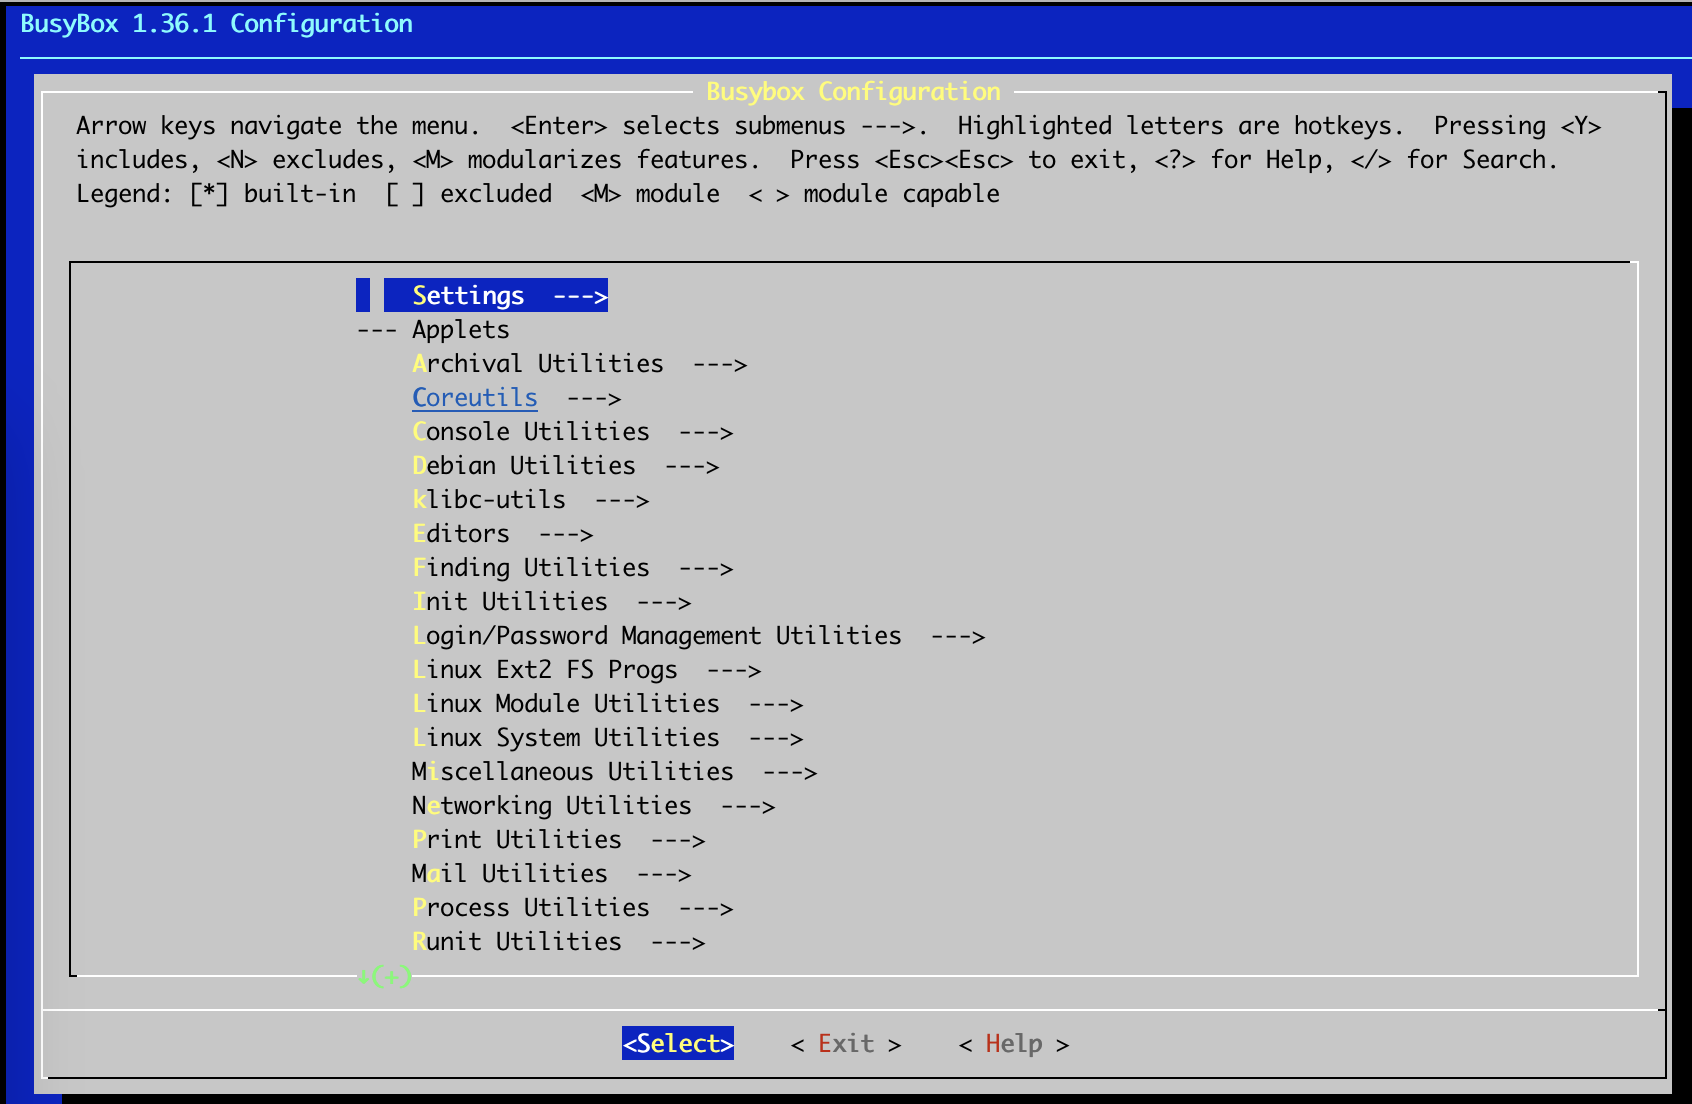 BusyBox 1.36.1 Configuration
Busybox Configuration
Arrow keys navigate the menu.  <Enter> selects submenus --->.  Highlighted letters are hotkeys.  Pressing <Y>
includes, <N> excludes, <M> modularizes features.  Press <Esc><Esc> to exit, <?> for Help, </> for Search.
Legend: [*] built-in  [ ] excluded  <M> module  < > module capable
Settings  --->
--- Applets
Archival Utilities  --->
Coreutils  --->
Console Utilities  --->
Debian Utilities  --->
klibc-utils  --->
Editors  --->
Finding Utilities  --->
Init Utilities  --->
Login/Password Management Utilities  --->
Linux Ext2 FS Progs  --->
Linux Module Utilities  --->
Linux System Utilities  --->
Miscellaneous Utilities  --->
Networking Utilities  --->
Print Utilities  --->
Mail Utilities  --->
Process Utilities  --->
Runit Utilities  --->
↓(+)
<Select>    < Exit >    < Help >